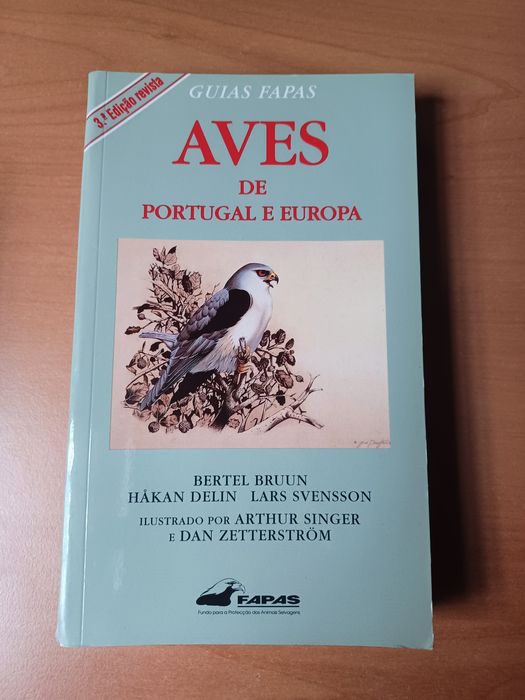 3.ª Edição revista
GUIAS FAPAS
AVES
DE
PORTUGAL E EUROPA
BERTEL BRUUN
HÅKAN DELIN LARS SVENSSON
ILUSTRADO POR ARTHUR SINGER
E DAN ZETTERSTRÖM
FAPAS
Fundo para a Protecção dos Animais Selvagens